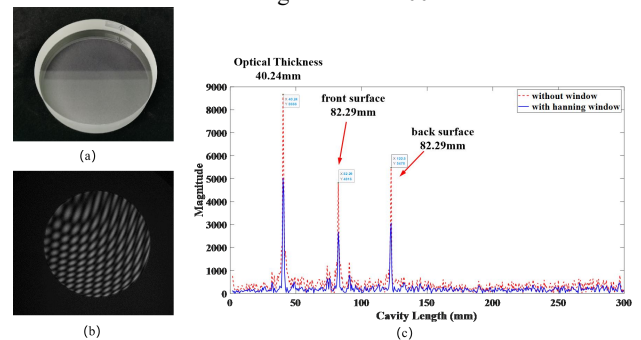 Optical Thickness
40.24mm
front surface
82.29mm
back surface
82.29mm
without window
with hanning window
9000
8000
7000
6000
5000
4000
3000
2000
1000
0
Magnitude
0
50
100
150
200
250
300
Cavity Length (mm)
(a)
(b)
(c)